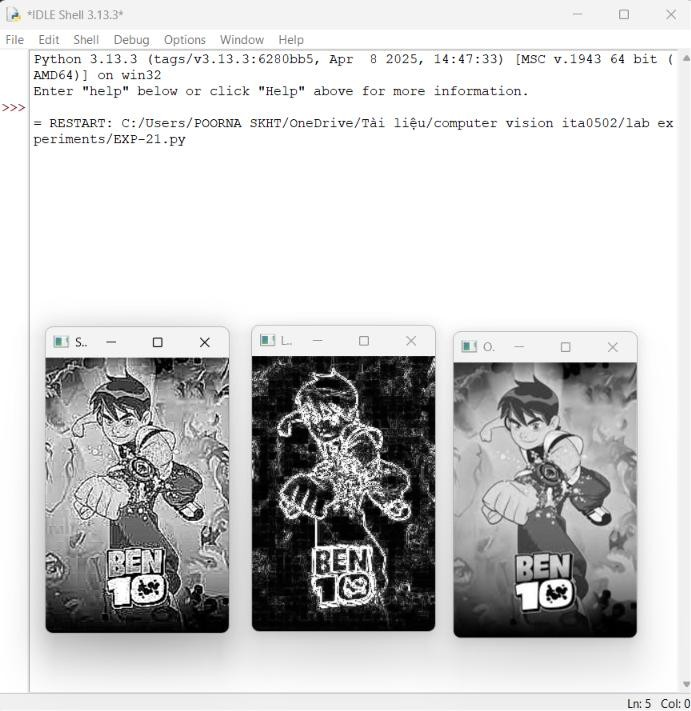 *IDLE Shell 3.13.3*
File Edit Shell Debug Options Window Help
Python 3.13.3 (tags/v3.13.3:6280bb5, Apr  8 2025, 14:47:33) [MSC v.1943 64 bit (
AMD64)] on win32
Enter "help" below or click "Help" above for more information.
>>>
= RESTART: C:/Users/POORNA SKHT/OneDrive/Tài liệu/computer vision ita0502/lab ex
periments/EXP-21.py
S..
L..
O.
BEN
10
BEN
10
BEN
10
Ln: 5 Col: 0